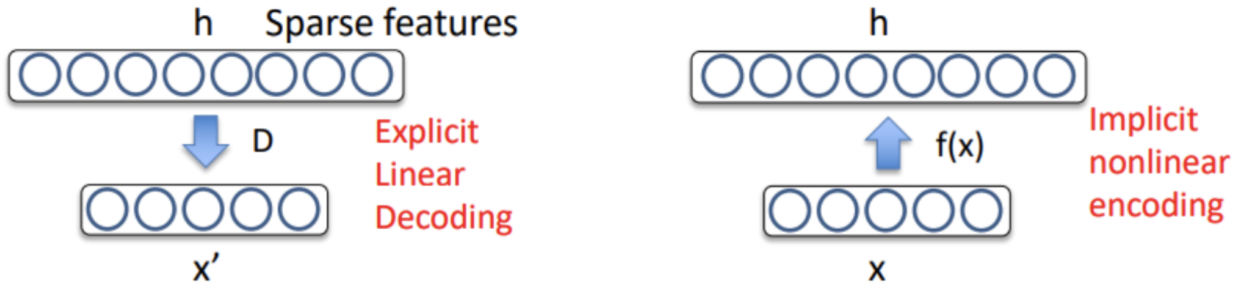 h Sparse features
D
Explicit
Linear
Decoding
x’
h
f(x)
Implicit
nonlinear
encoding
x